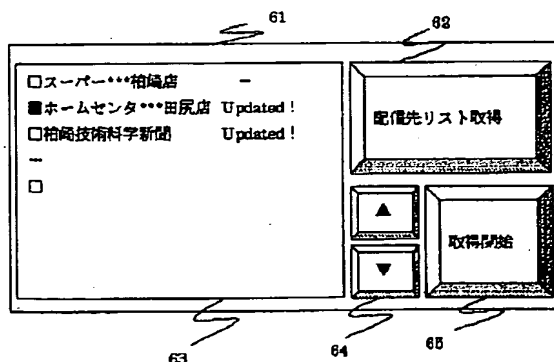 61
62
□スーパー***柏崎店 −
■ホームセンタ***田尻店 Updated!
□柏崎技術科学新聞 Updated!
−
□
配信先リスト取得
▲
取得開始
▼
63
64
65